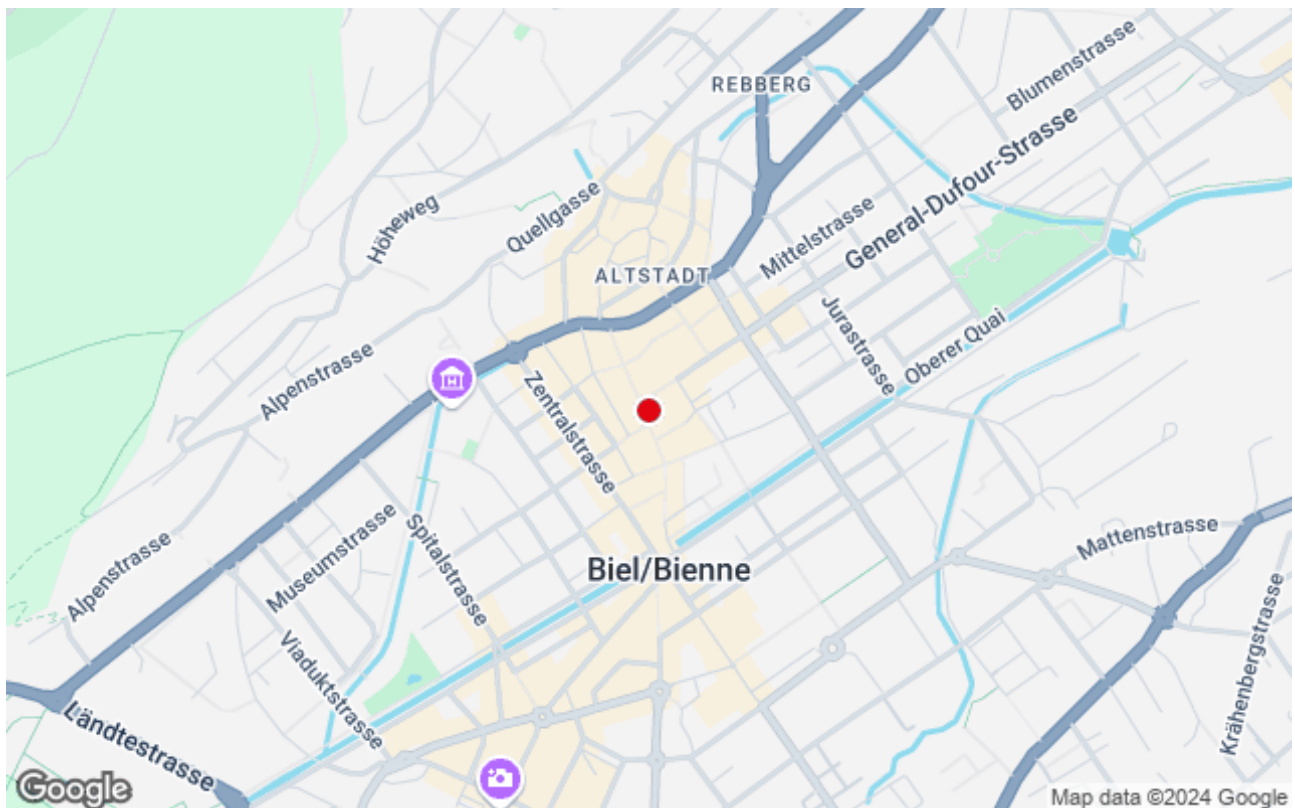 REBBERG
Blumenstrasse
General-Dufour-Strasse
Höheweg
Quellgasse
Mittelstrasse
ALTSTADT
Jurastrasse
Oberer Quai
Alpenstrasse
Zentralstrasse
Museumstrasse
Spitalstrasse
Alpenstrasse
Mattenstrasse
Biel/Bienne
Viaduktstrasse
Krähenbergstrasse
Ländtestrasse
Google
Map data ©2024 Google